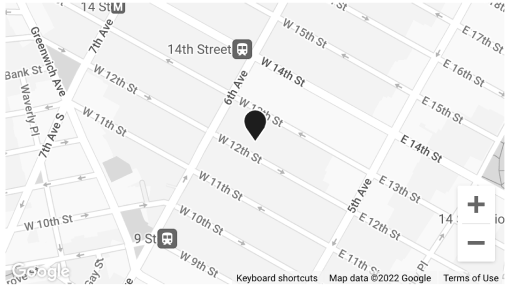 14 St M
7th Ave
14th Street
W 15th St
E 17th St
Greenwich Ave
W 14th St
E 16th St
Bank St
W 12th St
6th Ave
Waverly Pl
W 13th St
E 15th St
W 11th St
7th Ave S
W 12th St
E 14th St
W 11th St
5th Ave
E 13th St
W 10th St
W 10th St
E 12th St
14 S
9 St
W 9th St
E 11th St
Pl
Google
Keyboard shortcuts
Map data ©2022 Google
Terms of Use